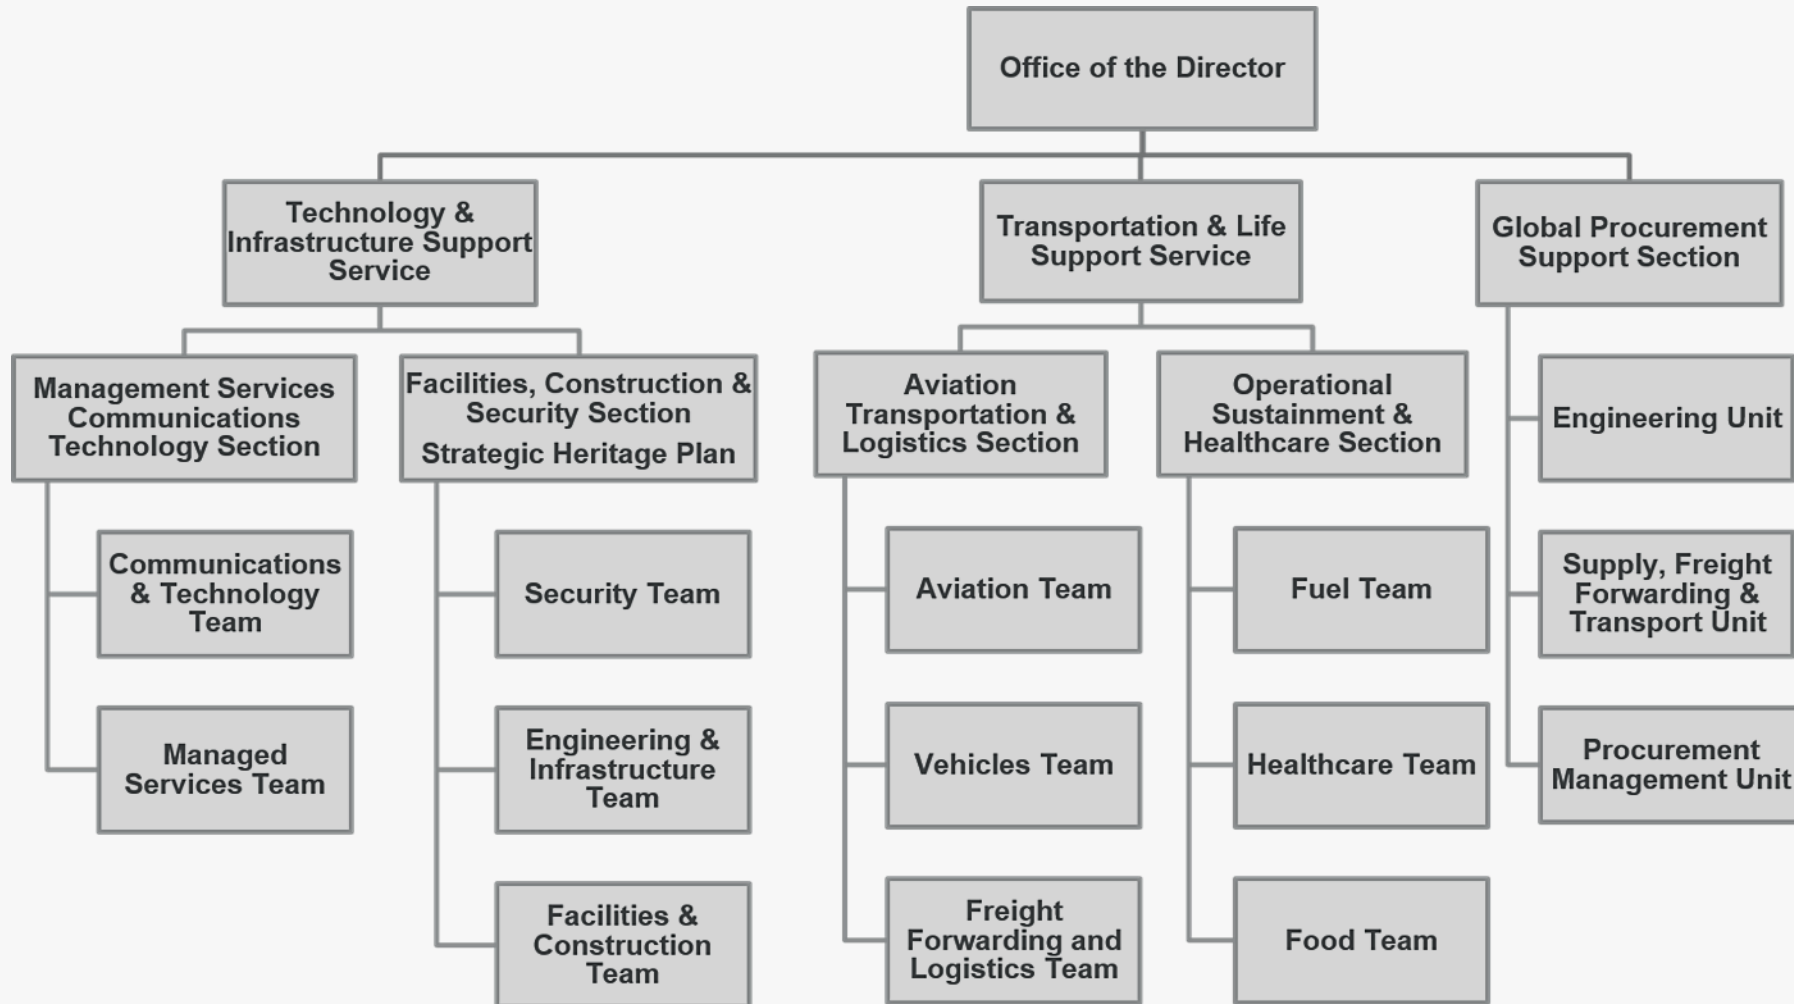 Office of the Director
Technology &
Infrastructure Support
Service
Transportation & Life
Support Service
Global Procurement
Support Section
Management Services
Communications
Technology Section
Facilities, Construction &
Security Section
Strategic Heritage Plan
Aviation
Transportation &
Logistics Section
Operational
Sustainment &
Healthcare Section
Engineering Unit
Communications
& Technology
Team
Security Team
Aviation Team
Fuel Team
Supply, Freight
Forwarding &
Transport Unit
Managed
Services Team
Engineering &
Infrastructure
Team
Vehicles Team
Healthcare Team
Procurement
Management Unit
Facilities &
Construction
Team
Freight
Forwarding and
Logistics Team
Food Team